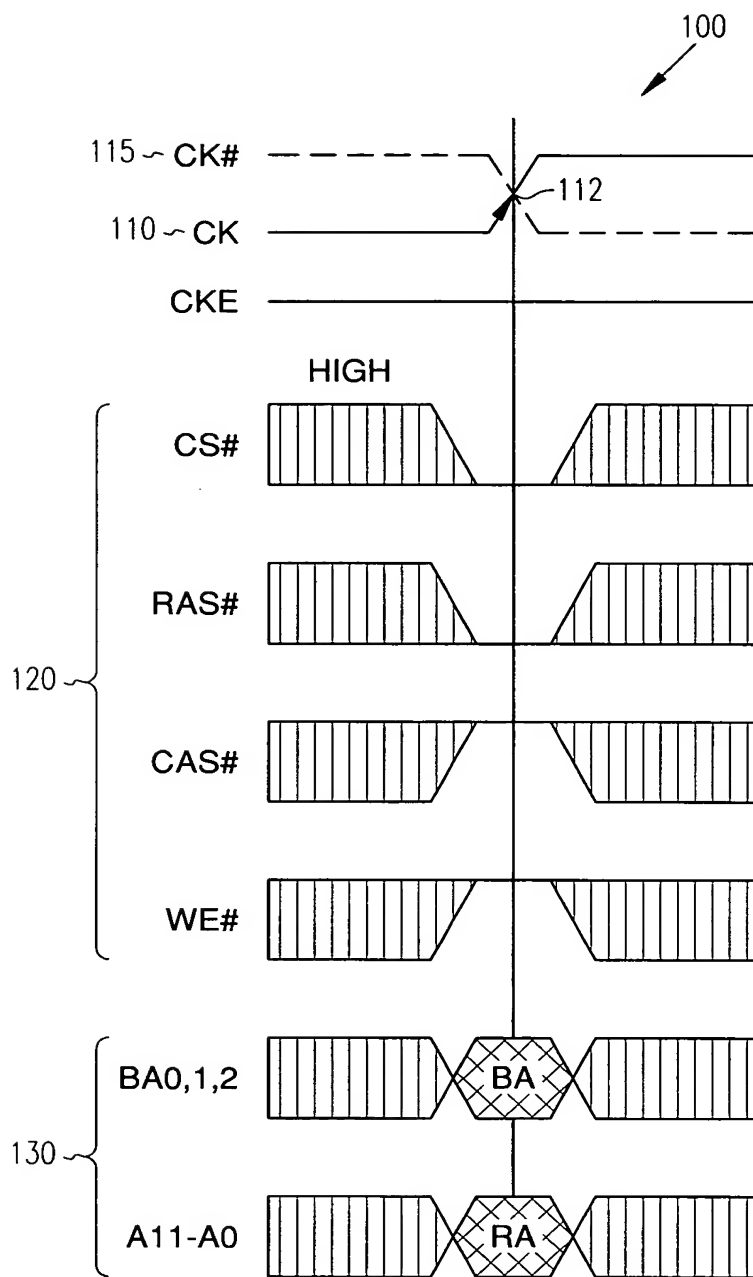 100
115 CK#
112
110 CK
CKE
HIGH
CS#
RAS#
120
CAS#
WE#
BA0,1,2 BA
130
A11-A0 RA